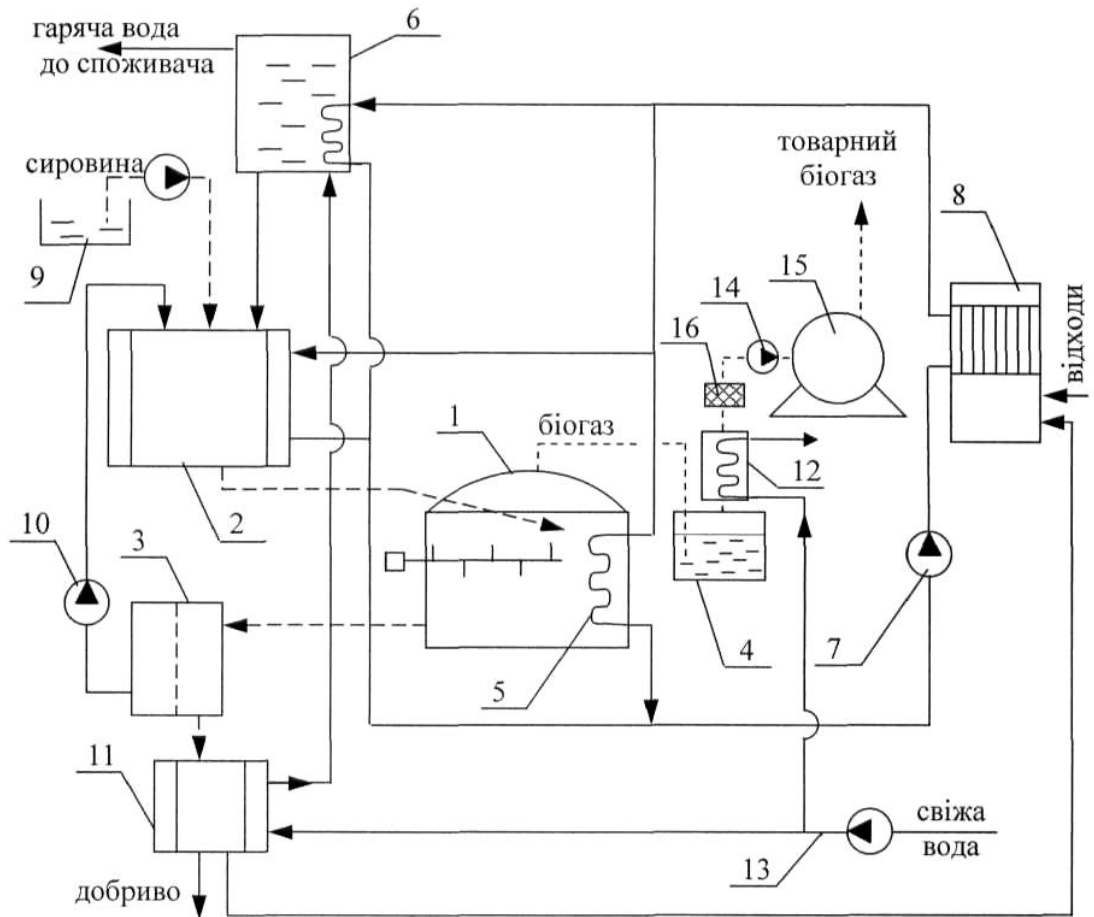 гаряча вода
до споживача
6
сировина
товарний
біогаз
8
9
14
15
16
відходи
1
біогаз
12
10
3
2
4
7
5
11
свіжа
вода
13
добриво